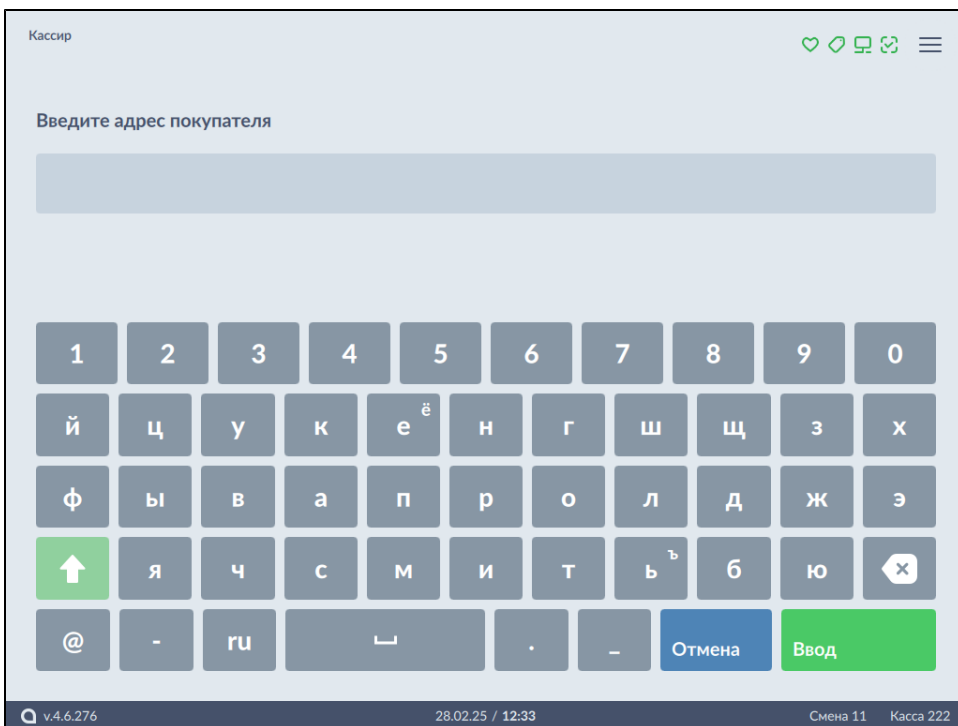 Кассир
Введите адрес покупателя
1 2 3 4 5 6 7 8 9 0
й ц у к е ё н г ш щ з х
ф ы в а п р о л д ж э
я ч с м и т ь ъ б ю
@ - ru . _ Отмена Ввод
v.4.6.276 28.02.25 / 12:33 Смена 11 Касса 222